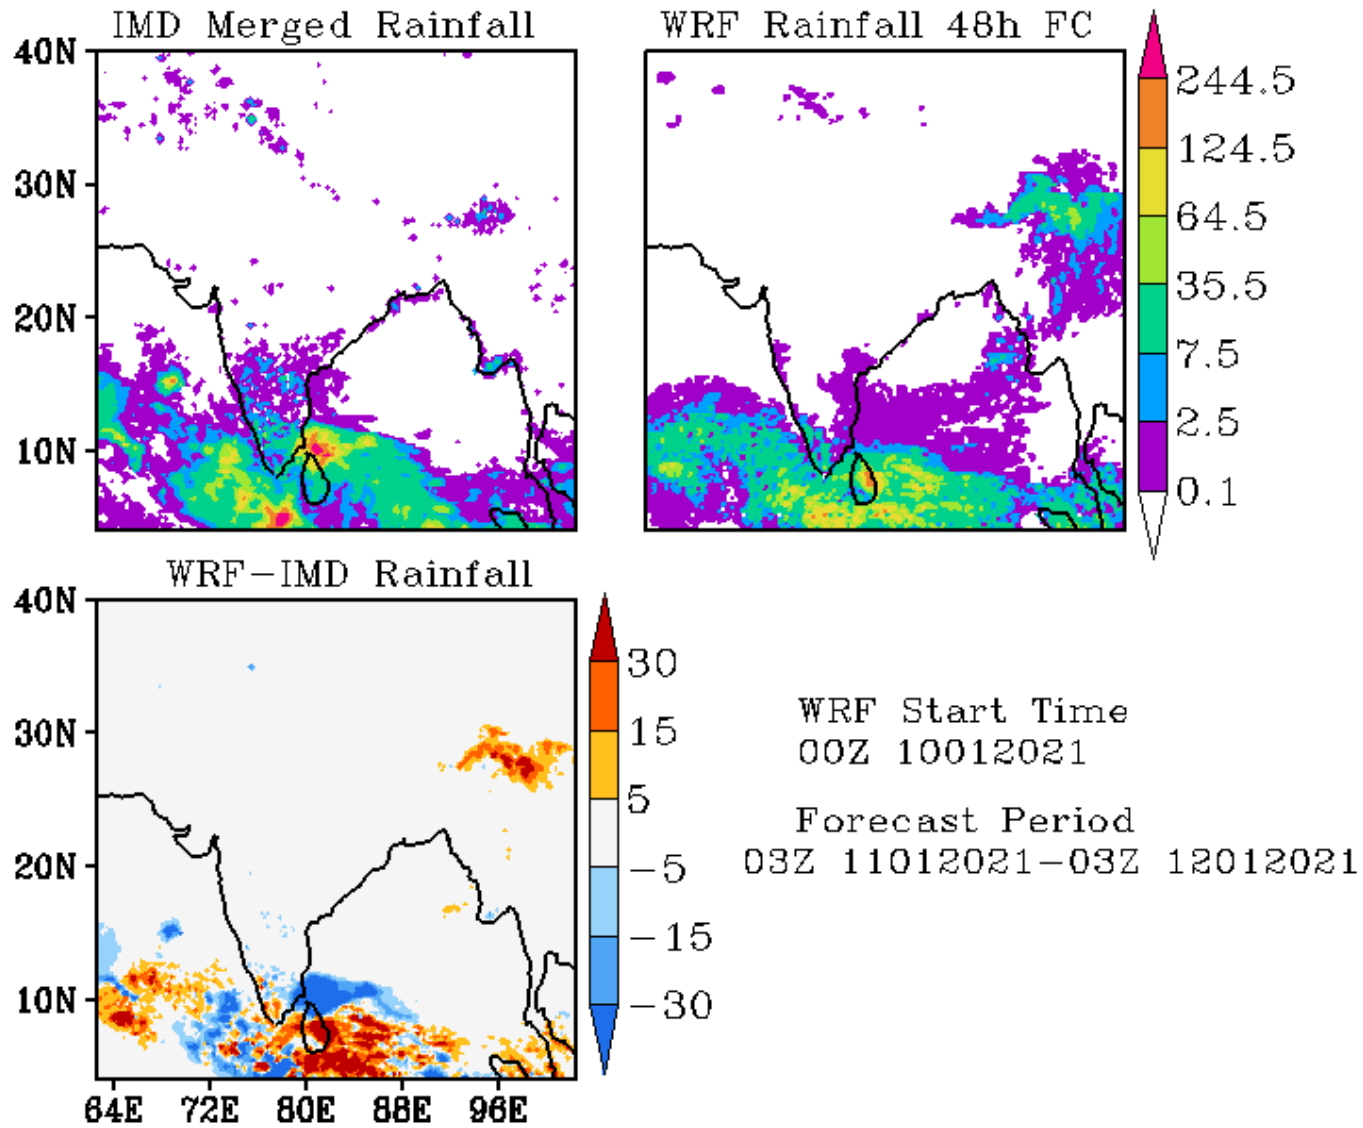 IMD Merged Rainfall
WRF Rainfall 48h FC
40N
30N
20N
10N
244.5
124.5
64.5
35.5
7.5
2.5
0.1
WRF-IMD Rainfall
40N
30N
20N
10N
64E 72E 80E 88E 96E
30
15
5
-5
-15
-30
WRF Start Time
00Z 10012021
Forecast Period
03Z 11012021-03Z 12012021